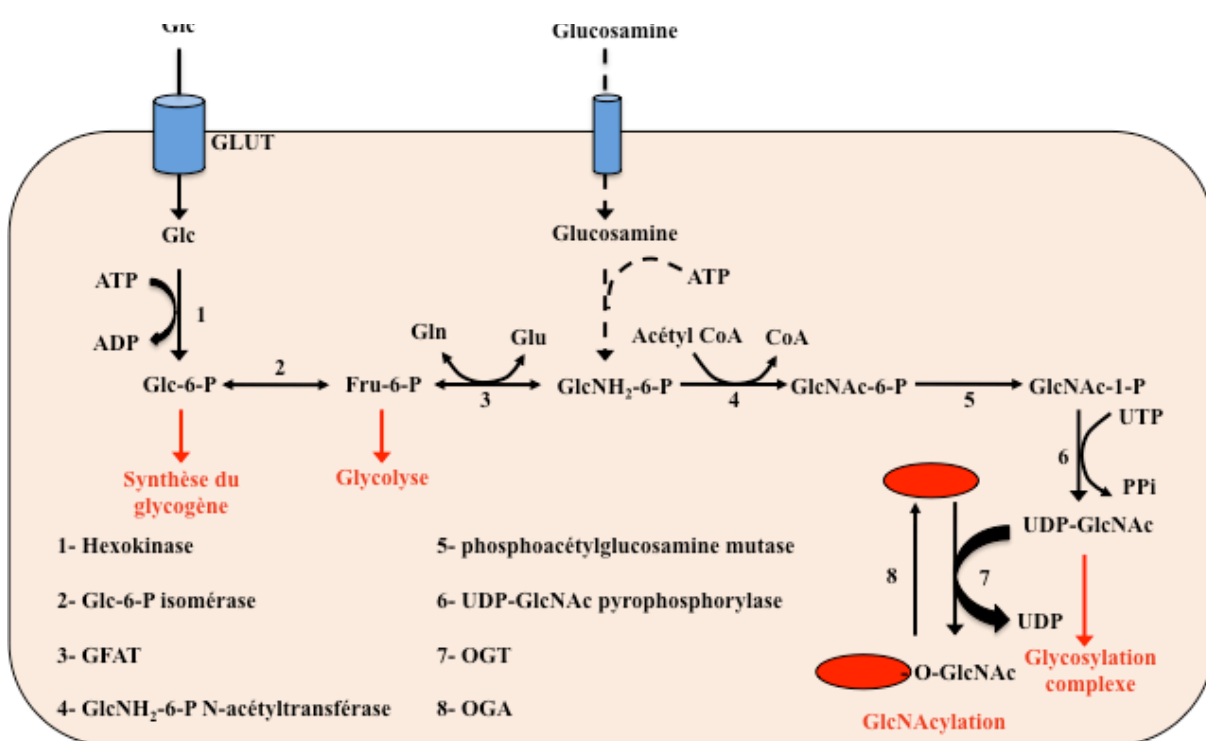 Glc
Glucosamine
GLUT
Glc
Glucosamine
ATP
ATP
1
ADP
Gln
Glu
Acétyl CoA
CoA
Glc-6-P
2
Fru-6-P
3
GlcNH₂-6-P
4
GlcNAc-6-P
5
GlcNAc-1-P
UTP
6
PPi
Synthèse du
glycogène
Glycolyse
UDP-GlcNAc
8
7
UDP
O-GlcNAc
Glycosylation
complexe
GlcNAcylation
1- Hexokinase
2- Glc-6-P isomérase
3- GFAT
4- GlcNH₂-6-P N-acétyltransférase
5- phosphoacétylglucosamine mutase
6- UDP-GlcNAc pyrophosphorylase
7- OGT
8- OGA